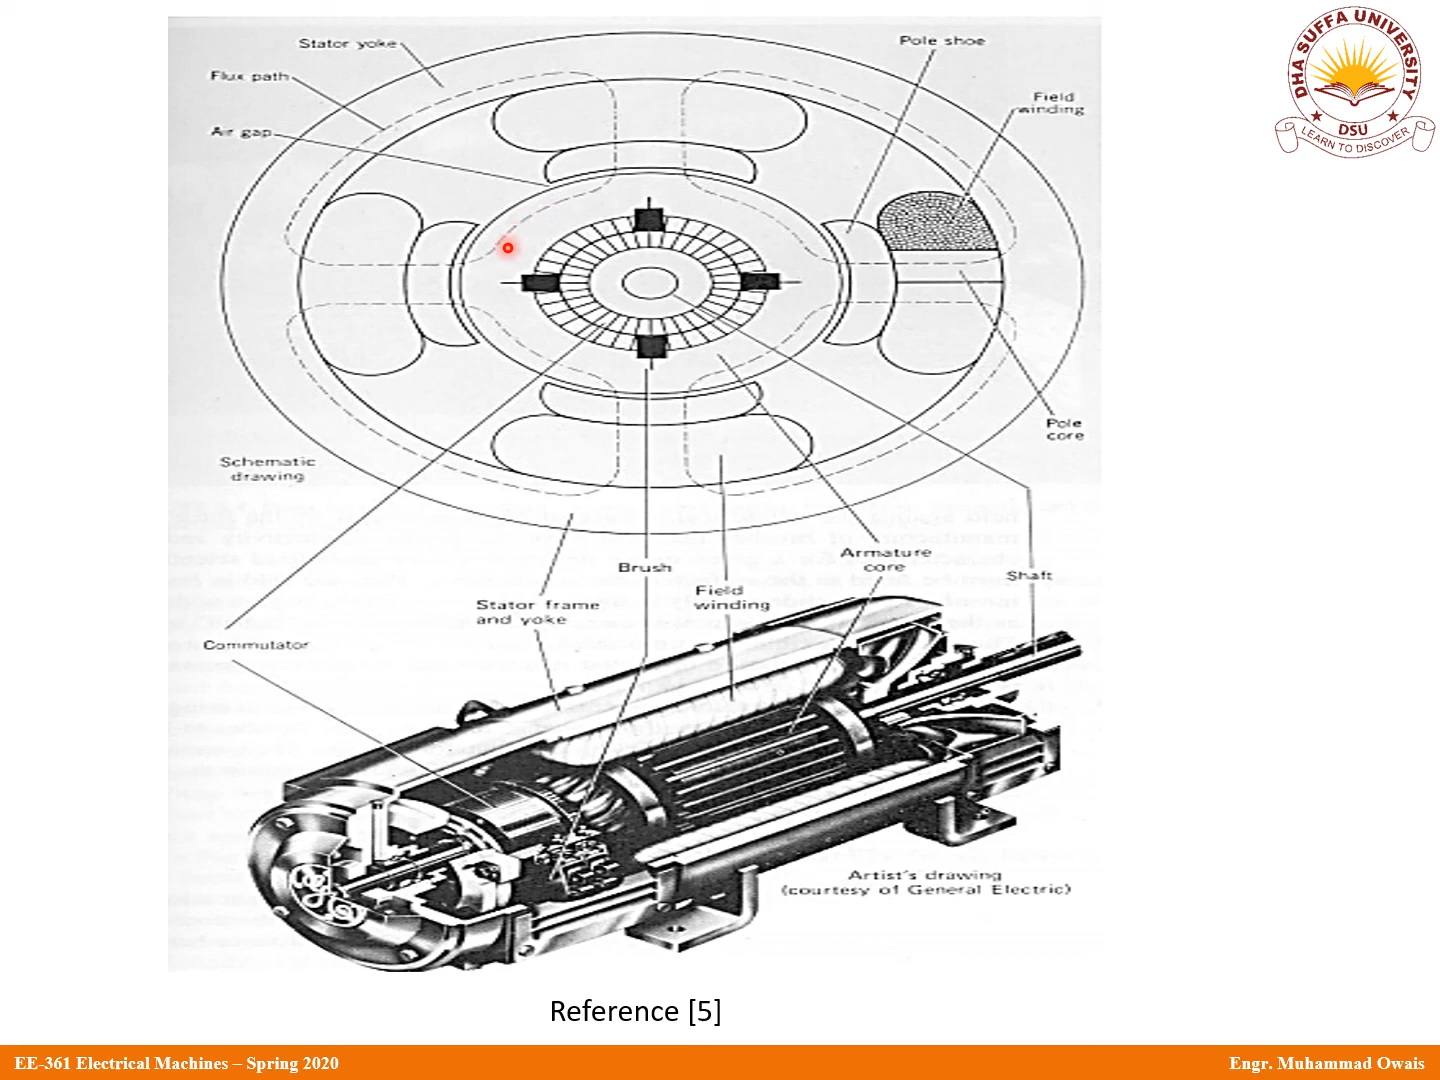 Stator yoke
Flux path
Air gap
Pole shoe
Field
winding
Pole
core
Schematic
drawing
Armature
core
Shaft
Brush
Field
winding
Stator frame
and yoke
Commutator
Artist's drawing
(courtesy of General Electric)
Reference [5]
DHA SUFFA UNIVERSITY
DSU
LEARN TO DISCOVER
EE-361 Electrical Machines – Spring 2020
Engr. Muhammad Owais